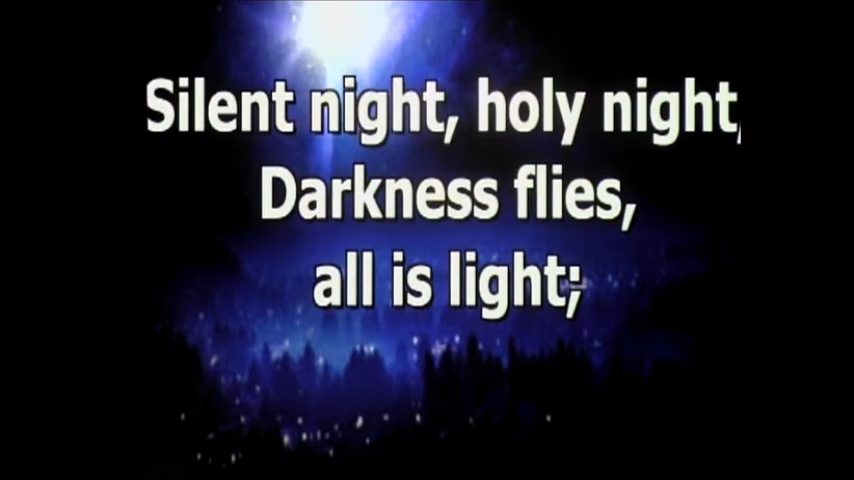 Silent night, holy night,
Darkness flies,
all is light;